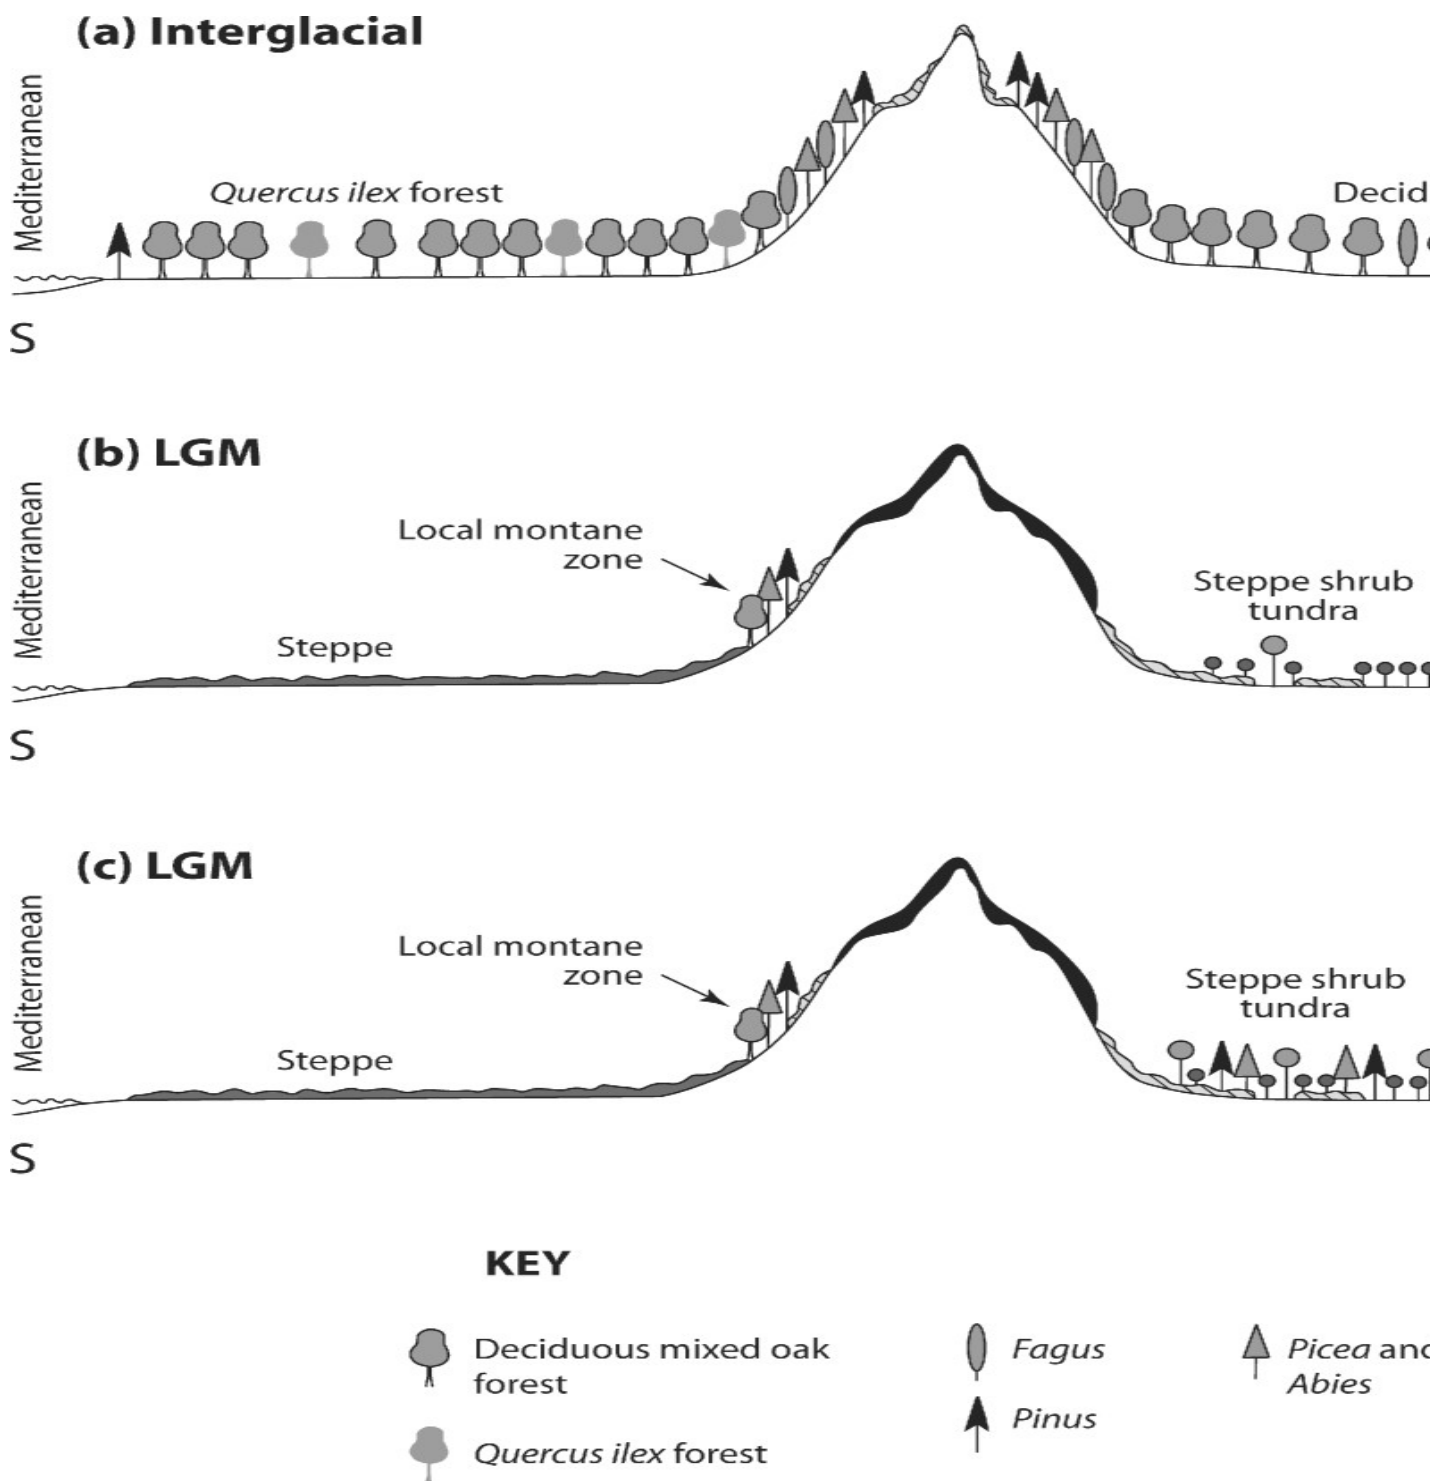 (a) Interglacial
Mediterranean
Quercus ilex forest
Decid
S
(b) LGM
Mediterranean
Local montane
zone
Steppe
Steppe shrub
tundra
S
(c) LGM
Mediterranean
Local montane
zone
Steppe
Steppe shrub
tundra
S
KEY
Deciduous mixed oak
forest
Quercus ilex forest
Fagus
Pinus
Picea and
Abies